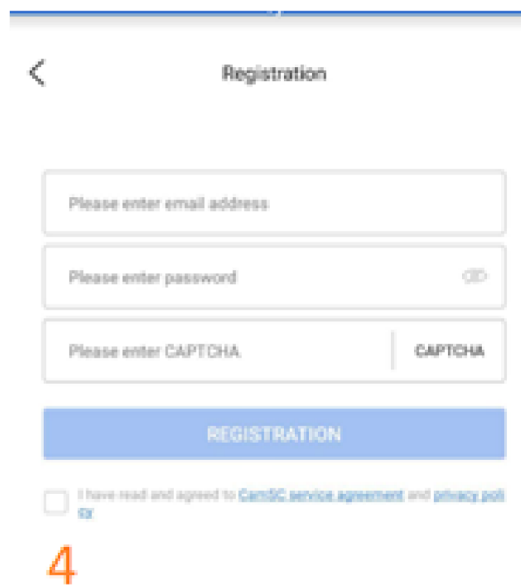 Registration
Please enter email address
Please enter password
Please enter CAPTCHA CAPTCHA
REGISTRATION
I have read and agreed to CamSC service agreement and privacy poli
cy
4